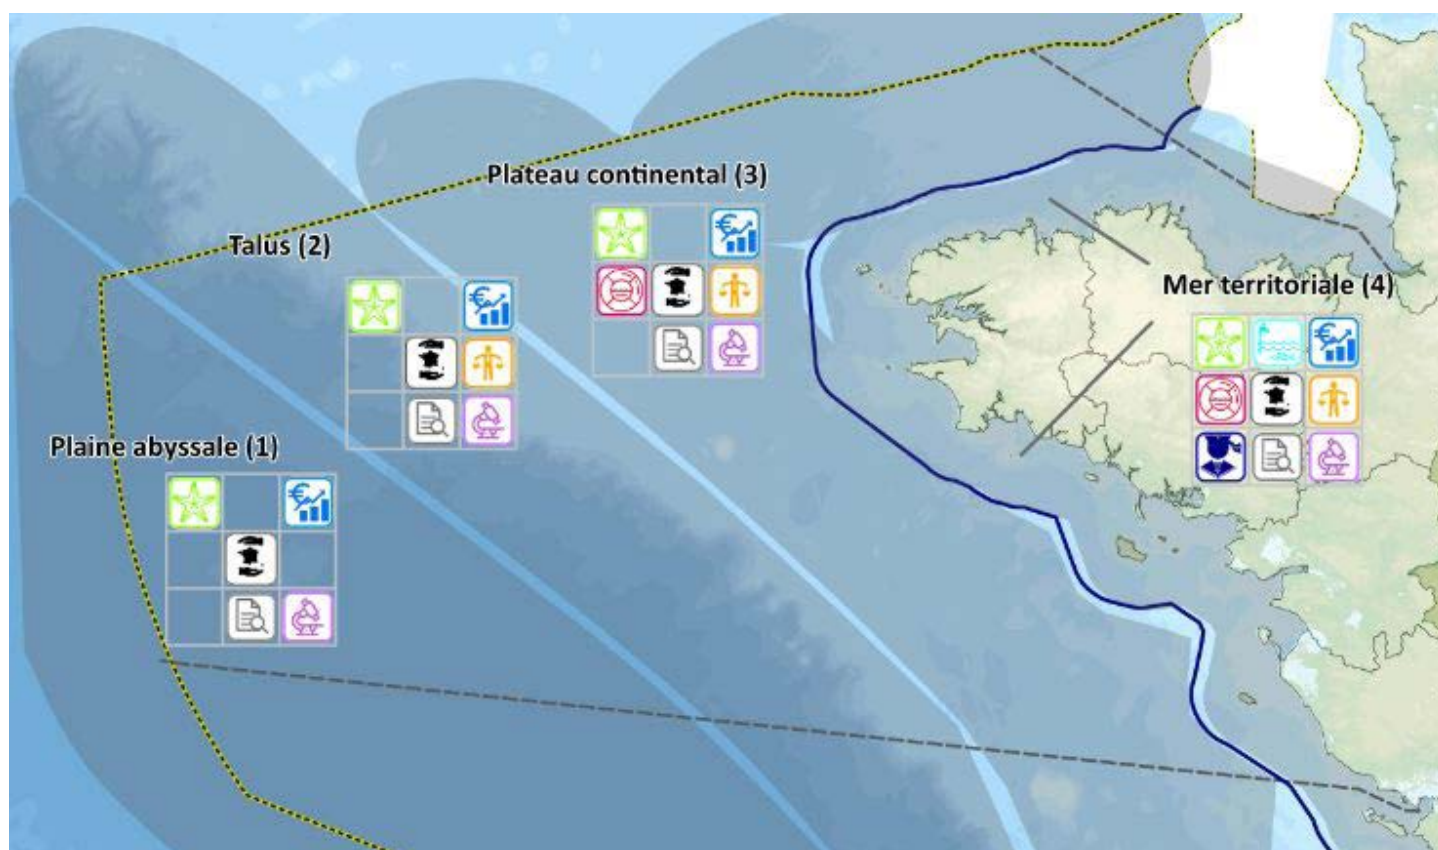 Plateau continental (3)
Talus (2)
Mer territoriale (4)
Plaine abyssale (1)